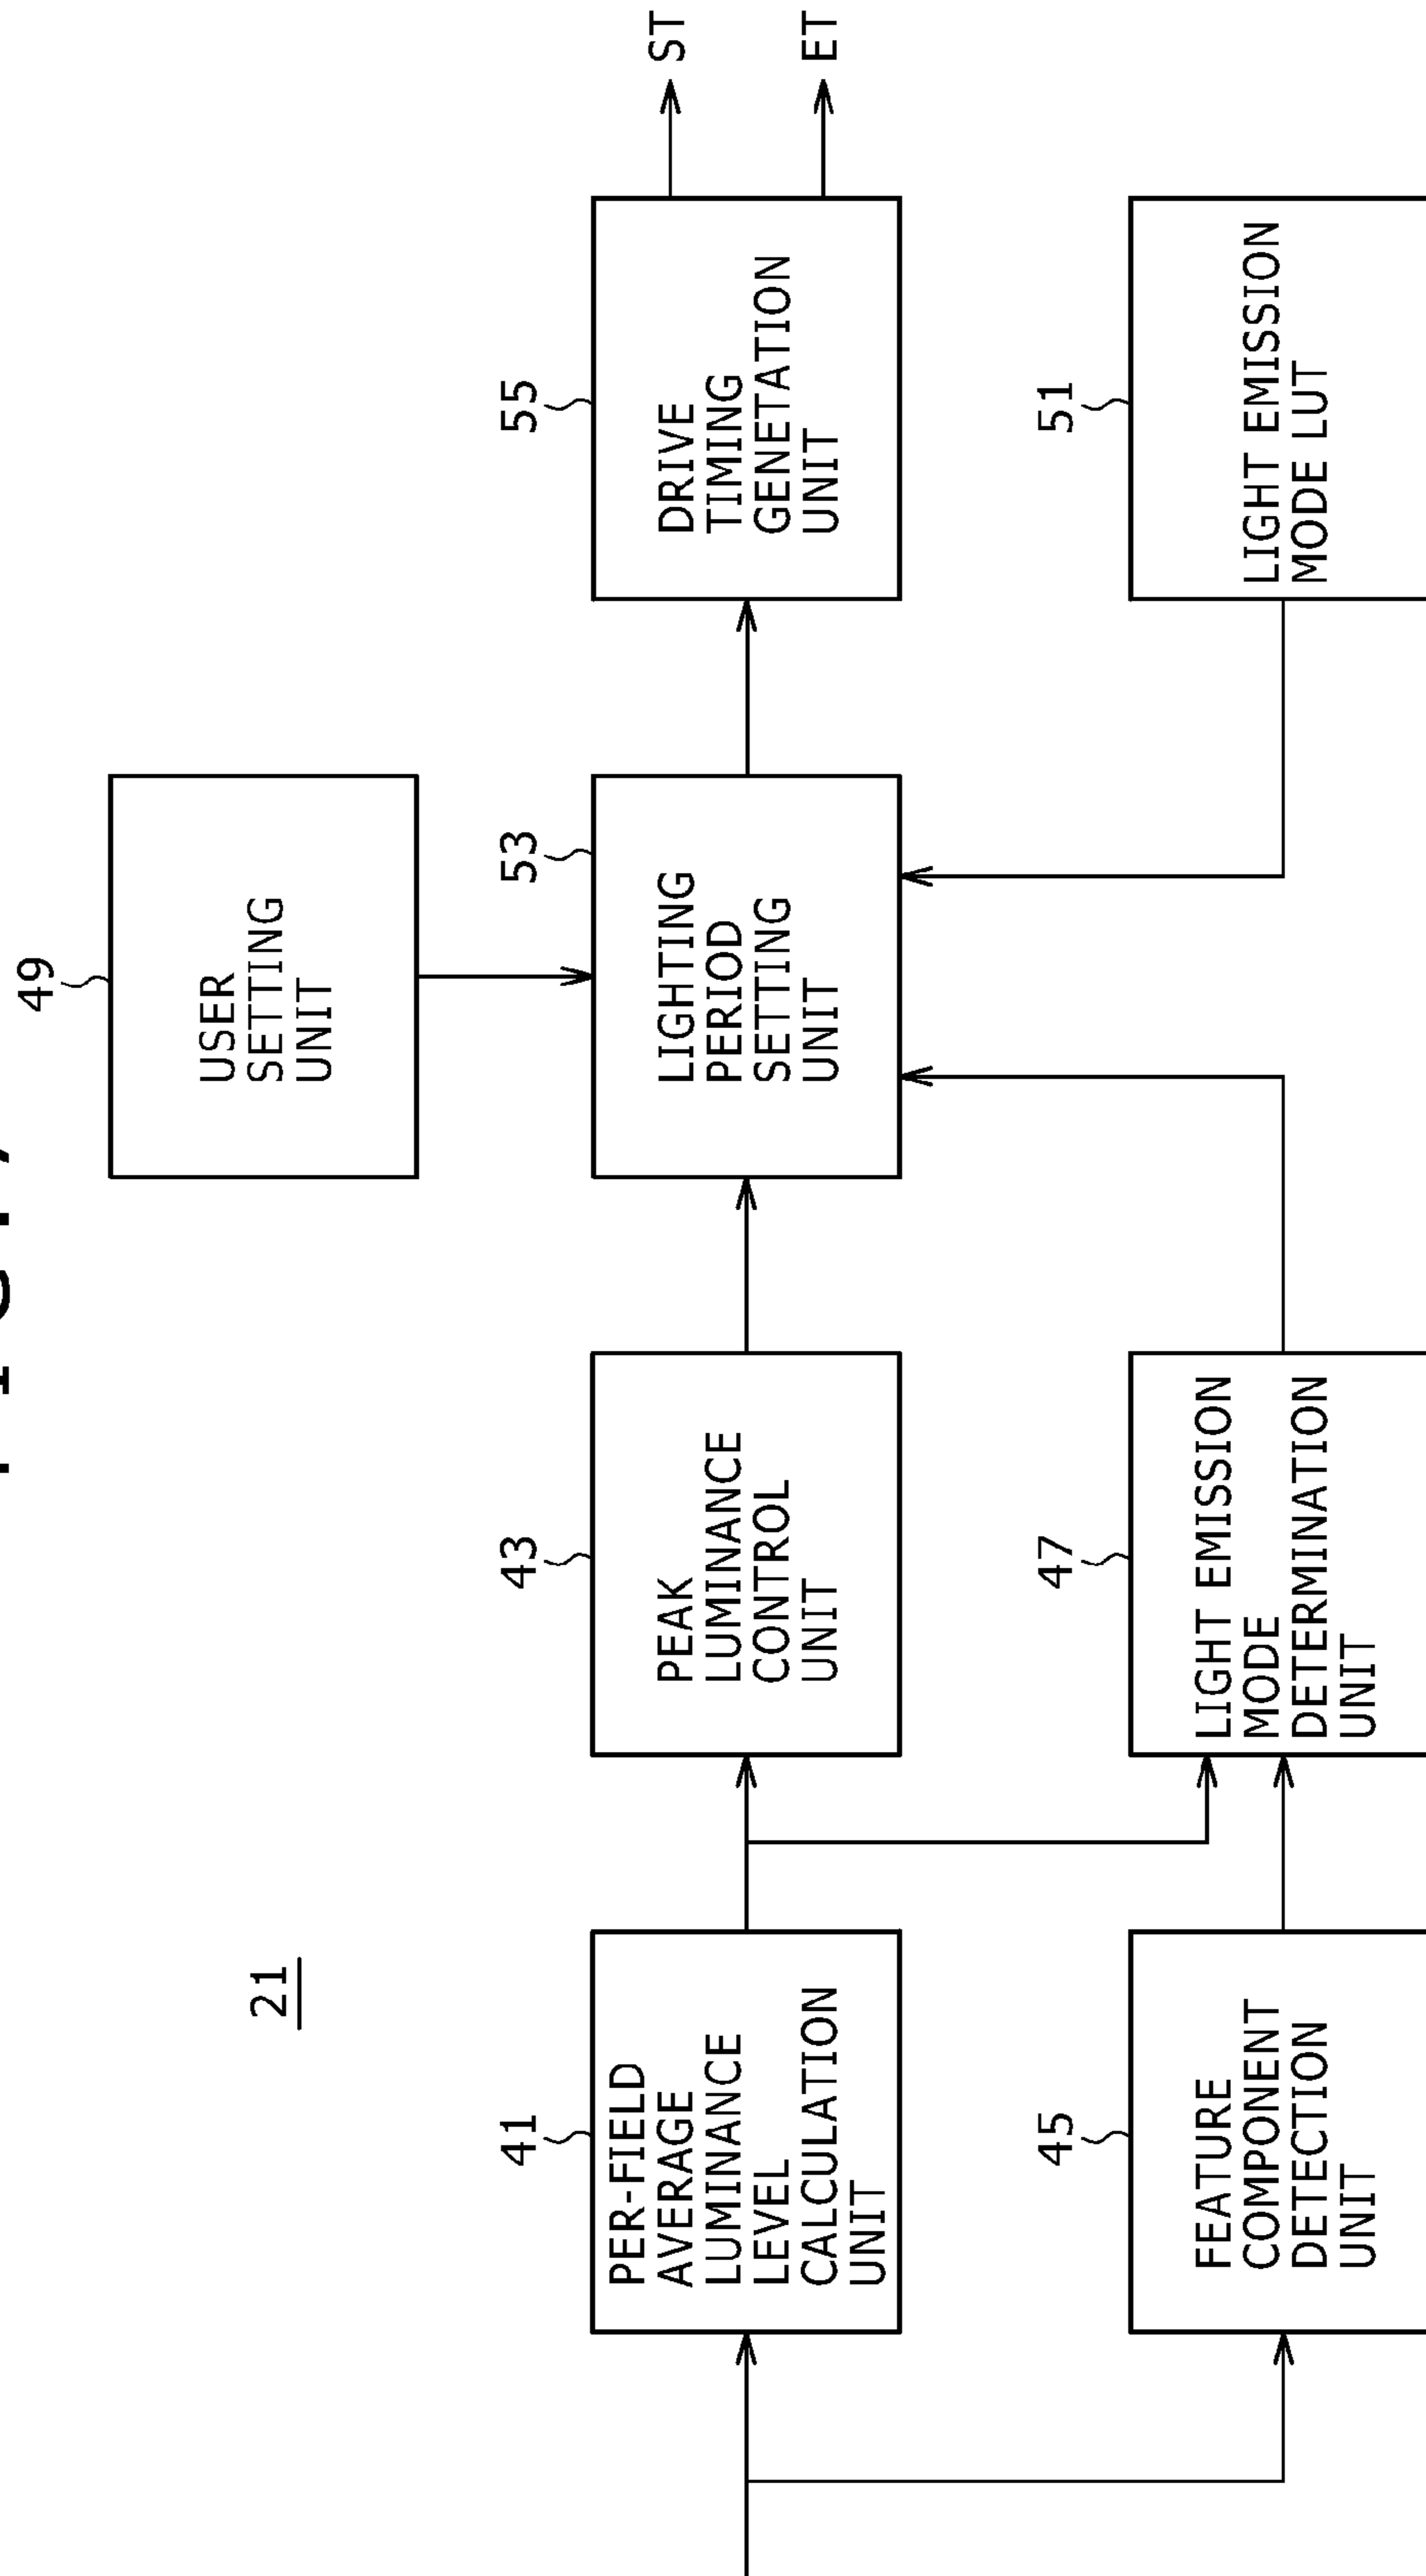 21
49
USER
SETTING
UNIT
41
PER-FIELD
AVERAGE
LUMINANCE
LEVEL
CALCULATION
UNIT
43
PEAK
LUMINANCE
CONTROL
UNIT
53
LIGHTING
PERIOD
SETTING
UNIT
55
DRIVE
TIMING
GENETATION
UNIT
ST
ET
45
FEATURE
COMPONENT
DETECTION
UNIT
47
LIGHT EMISSION
MODE
DETERMINATION
UNIT
51
LIGHT EMISSION
MODE LUT